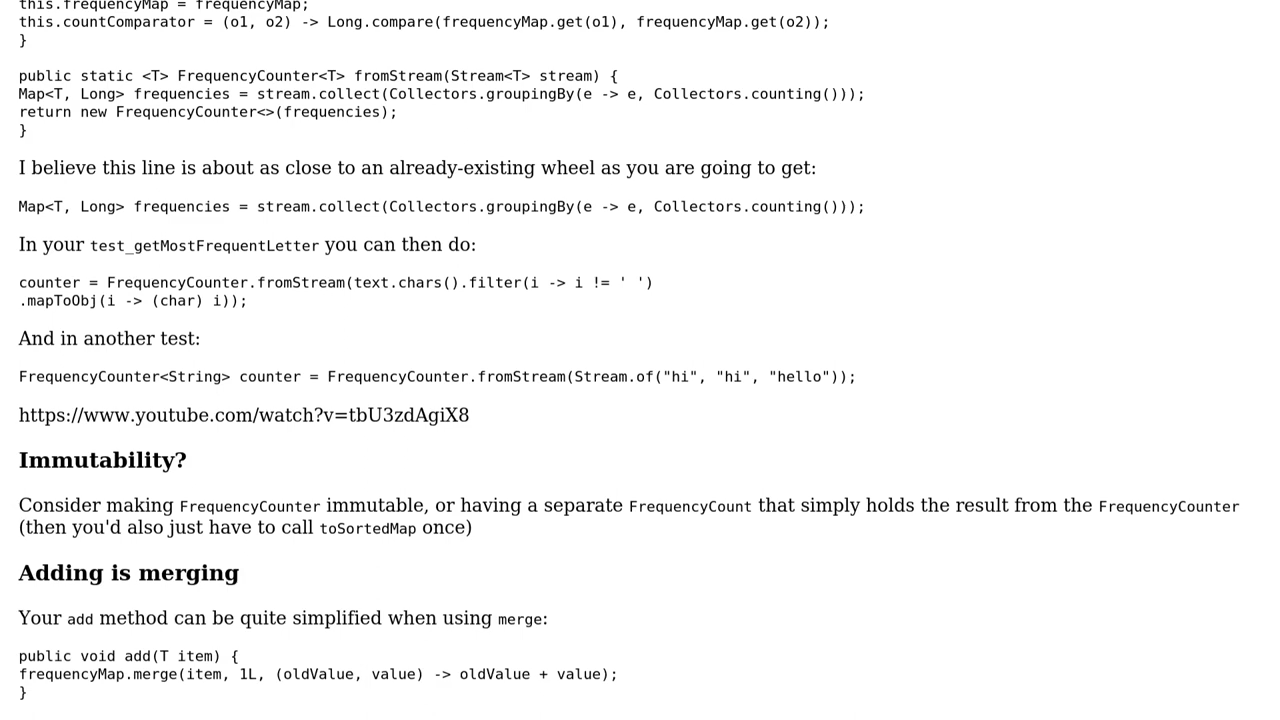 this.frequencyMap = frequencyMap;
this.countComparator = (o1, o2) -> Long.compare(frequencyMap.get(o1), frequencyMap.get(o2));
}
public static <T> FrequencyCounter<T> fromStream(Stream<T> stream) {
Map<T, Long> frequencies = stream.collect(Collectors.groupingBy(e -> e, Collectors.counting()));
return new FrequencyCounter<>(frequencies);
}
I believe this line is about as close to an already-existing wheel as you are going to get:
Map<T, Long> frequencies = stream.collect(Collectors.groupingBy(e -> e, Collectors.counting()));
In your test_getMostFrequentLetter you can then do:
counter = FrequencyCounter.fromStream(text.chars().filter(i -> i != ' ')
.mapToObj(i -> (char) i));
And in another test:
FrequencyCounter<String> counter = FrequencyCounter.fromStream(Stream.of("hi", "hi", "hello"));
https://www.youtube.com/watch?v=tbU3zdAgiX8
Immutability?
Consider making FrequencyCounter immutable, or having a separate FrequencyCount that simply holds the result from the FrequencyCounter
(then you'd also just have to call toSortedMap once)
Adding is merging
Your add method can be quite simplified when using merge:
public void add(T item) {
frequencyMap.merge(item, 1L, (oldValue, value) -> oldValue + value);
}